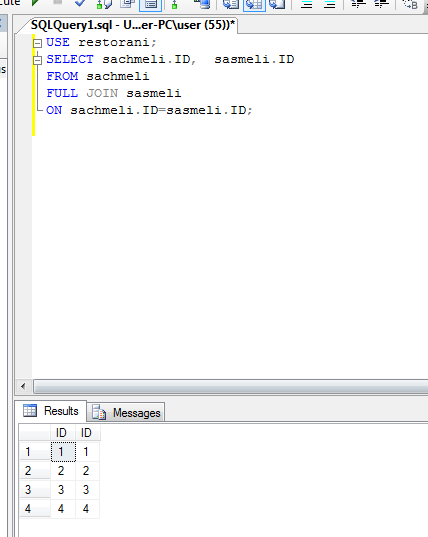 SQLQuery1.sql - U...er-PC\user (55))*
USE restorani;
SELECT sachmeli.ID,  sasmeli.ID
FROM sachmeli
FULL JOIN sasmeli
ON sachmeli.ID=sasmeli.ID;
Results Messages
ID ID
1 1 1
2 2 2
3 3 3
4 4 4